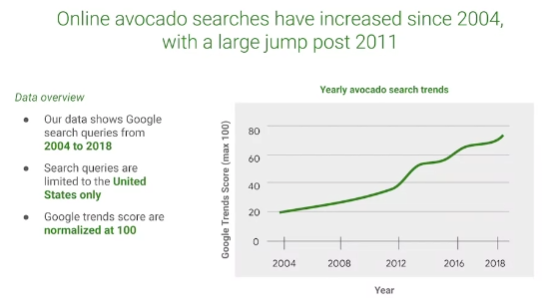 Online avocado searches have increased since 2004,
with a large jump post 2011
Data overview
● Our data shows Google
search queries from
2004 to 2018
● Search queries are
limited to the United
States only
● Google trends score are
normalized at 100
Yearly avocado search trends
Google Trends Score (max 100)
80
60
40
20
0
2004 2008 2012 2016 2018
Year